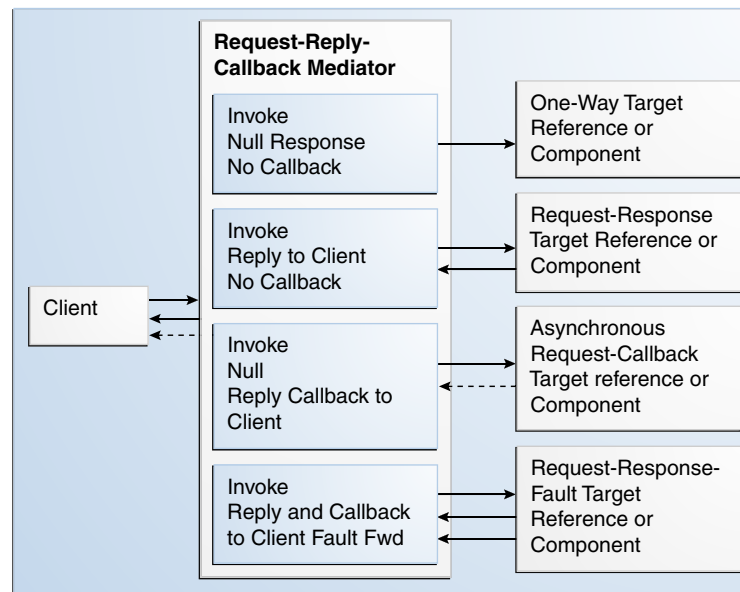 Request-Reply-
Callback Mediator
Invoke
Null Response
No Callback
One-Way Target
Reference or
Component
Invoke
Reply to Client
No Callback
Request-Response
Target Reference or
Component
Client
Invoke
Null
Reply Callback to
Client
Asynchronous
Request-Callback
Target reference or
Component
Invoke
Reply and Callback
to Client Fault Fwd
Request-Response-
Fault Target
Reference or
Component